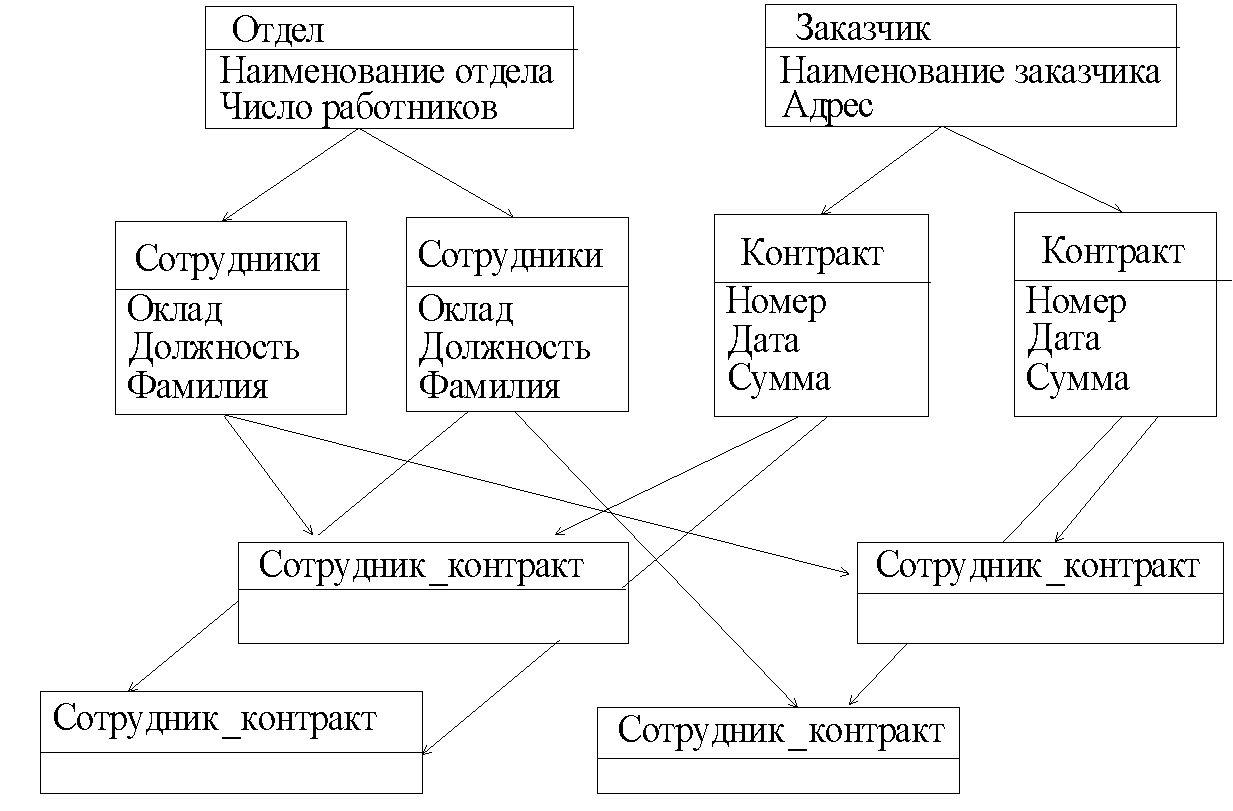 Отдел
Наименование отдела
Число работников
Заказчик
Наименование заказчика
Адрес
Сотрудники
Оклад
Должность
Фамилия
Сотрудники
Оклад
Должность
Фамилия
Контракт
Номер
Дата
Сумма
Контракт
Номер
Дата
Сумма
Сотрудник_контракт
Сотрудник_контракт
Сотрудник_контракт
Сотрудник_контракт